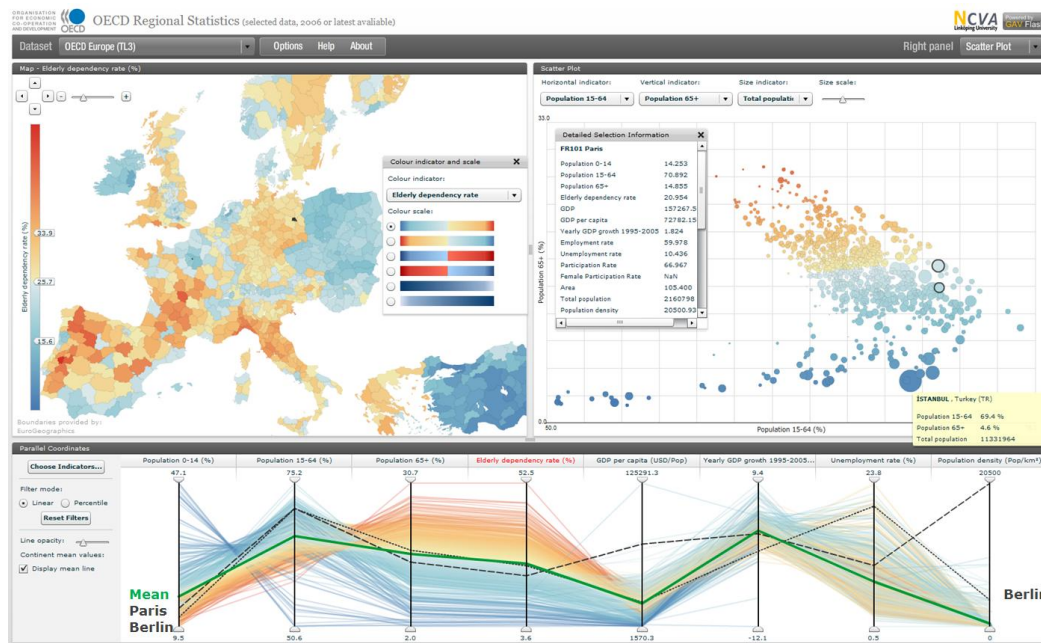 ORGANISATION
FOR ECONOMIC
CO-OPERATION
AND DEVELOPMENT
OECD
OECD Regional Statistics (selected data, 2006 or latest avaliable)
NCVA
Linköping University
Powered by
GAV Flash
Dataset OECD Europe (TL3) Options Help About
Right panel Scatter Plot
Map - Elderly dependency rate (%)
Elderly dependency rate (%)
33.9
25.7
15.6
Boundaries provided by:
EuroGeographics
Colour indicator and scale
Colour indicator:
Elderly dependency rate
Colour scale:
Scatter Plot
Horizontal indicator: Vertical indicator: Size indicator: Size scale:
Population 15-64 Population 65+ Total populatic
33.0
Population 65+ (%)
0.0
50.0
Population 15-64 (%)
Detailed Selection Information
FR101 Paris
Population 0-14 14.253
Population 15-64 70.892
Population 65+ 14.855
Elderly dependency rate 20.954
GDP 157267.5
GDP per capita 72782.15
Yearly GDP growth 1995-2005 1.824
Employment rate 59.978
Unemployment rate 10.436
Participation Rate 66.967
Female Participation Rate NaN
Area 105.400
Total population 2160798
Population density 20500.93
İSTANBUL , Turkey (TR)
Population 15-64 69.4 %
Population 65+ 4.6 %
Total population 11331964
Parallel Coordinates
Choose Indicators...
Filter mode:
Linear Percentile
Reset Filters
Line opacity:
Continent mean values:
Display mean line
Population 0-14 (%) Population 15-64 (%) Population 65+ (%) Elderly dependency rate (%) GDP per capita (USD/Pop) Yearly GDP growth 1995-2005... Unemployment rate (%) Population density (Pop/km²)
47.1 75.2 30.7 52.5 125291.3 9.4 23.8 20500
Mean
Paris
Berlin
Berlin
9.5 50.6 2.0 3.6 1570.3 -12.1 0.5 0